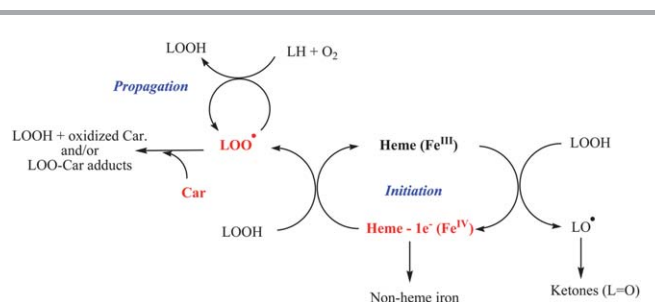 LOOH
LH + O₂
Propagation
LOOH + oxidized Car.
and/or
LOO-Car adducts
LOO•
Heme (Feᴵᴵᴵ)
LOOH
Car
Initiation
LOOH
Heme - 1e⁻ (Feᴵⱽ)
LO•
Non-heme iron
Ketones (L=O)